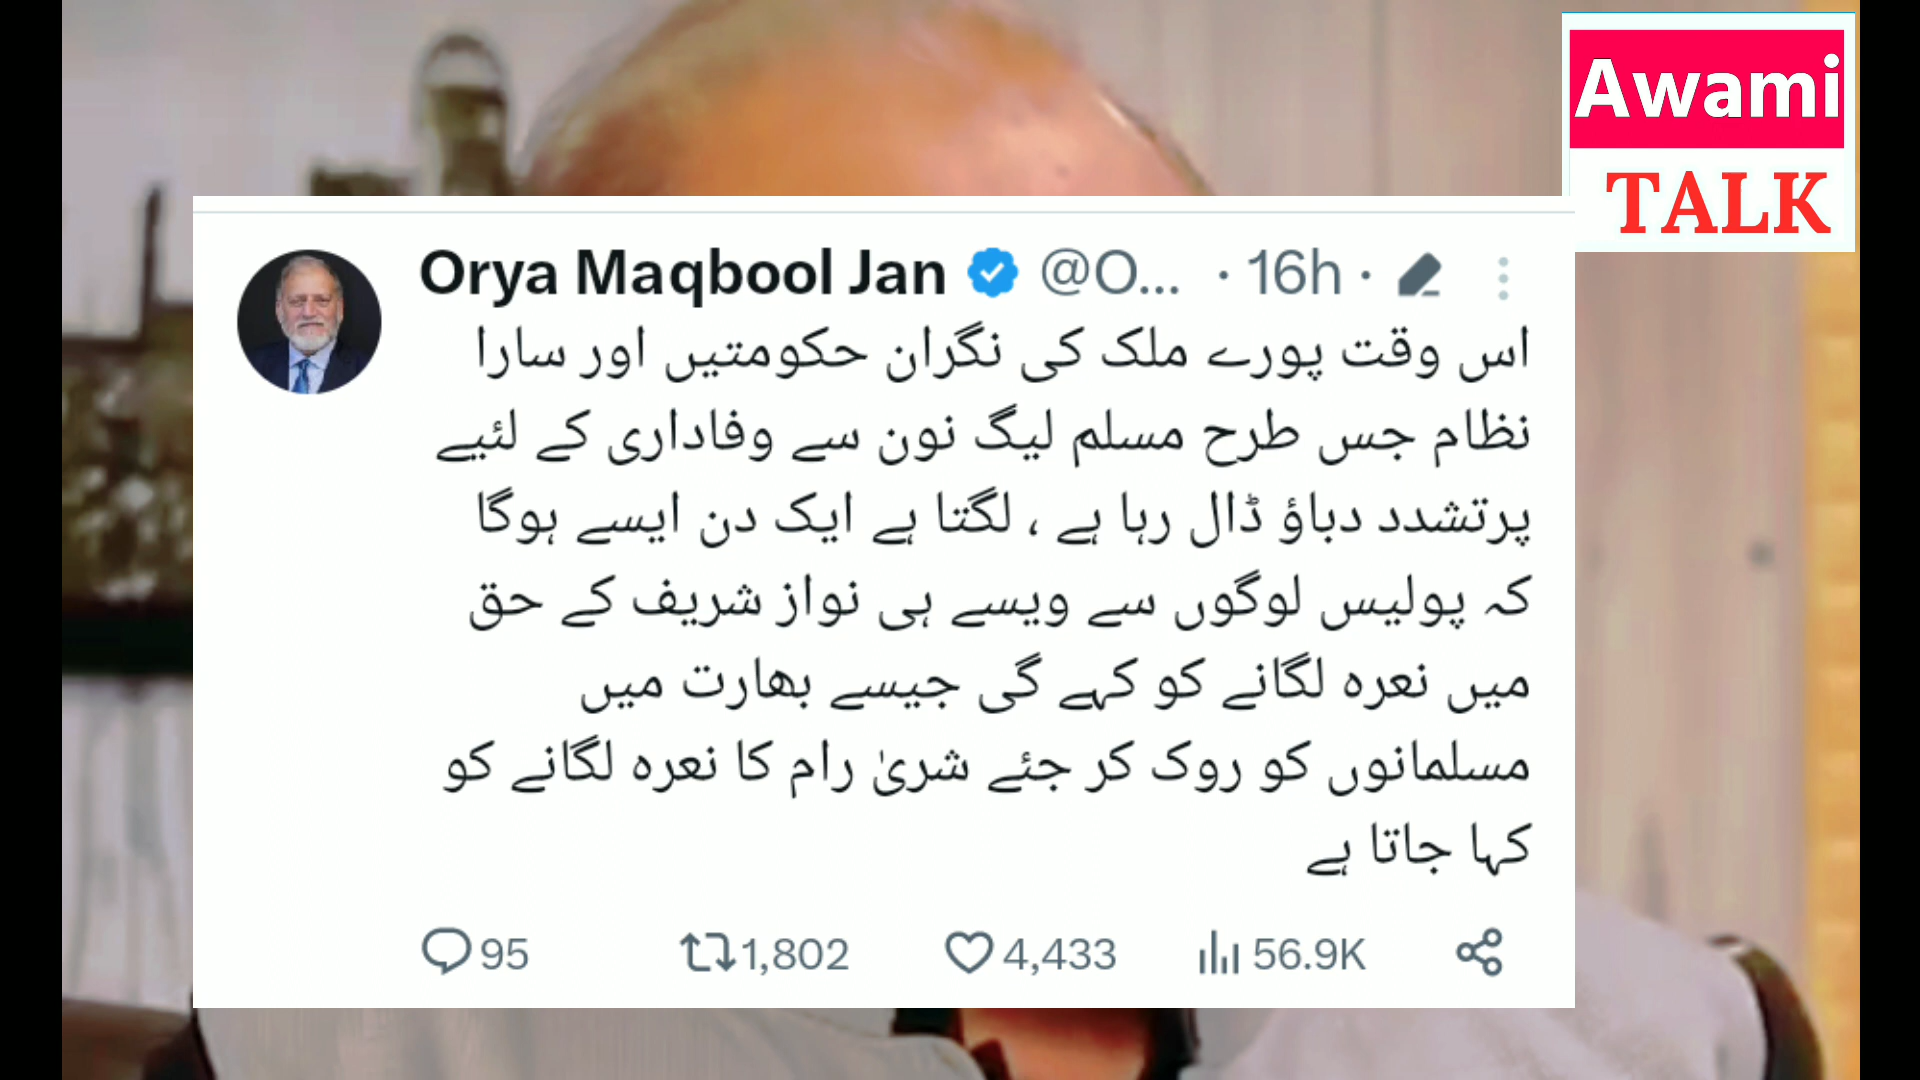 Awami
TALK
Orya Maqbool Jan @O... · 16h ·
اس وقت پورے ملک کی نگران حکومتیں اور سارا
نظام جس طرح مسلم لیگ نون سے وفاداری کے لئیے
پرتشدد دباؤ ڈال رہا ہے ، لگتا ہے ایک دن ایسے ہوگا
کہ پولیس لوگوں سے ویسے ہی نواز شریف کے حق
میں نعرہ لگانے کو کہے گی جیسے بھارت میں
مسلمانوں کو روک کر جئے شریٰ رام کا نعرہ لگانے کو
کہا جاتا ہے
95 1,802 4,433 56.9K